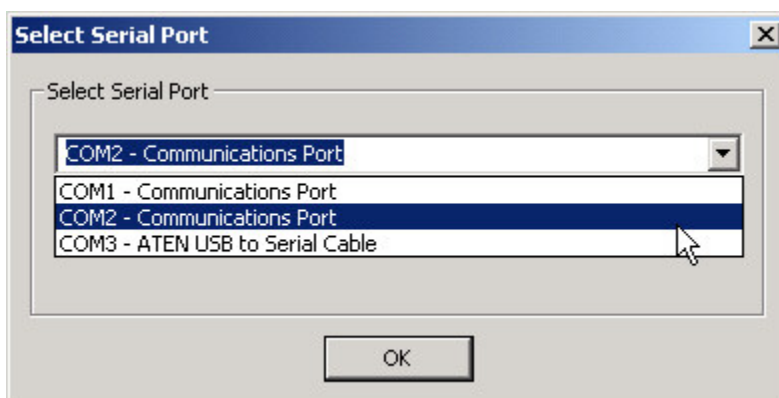 Select Serial Port
Select Serial Port
COM2 - Communications Port
COM1 - Communications Port
COM2 - Communications Port
COM3 - ATEN USB to Serial Cable
OK